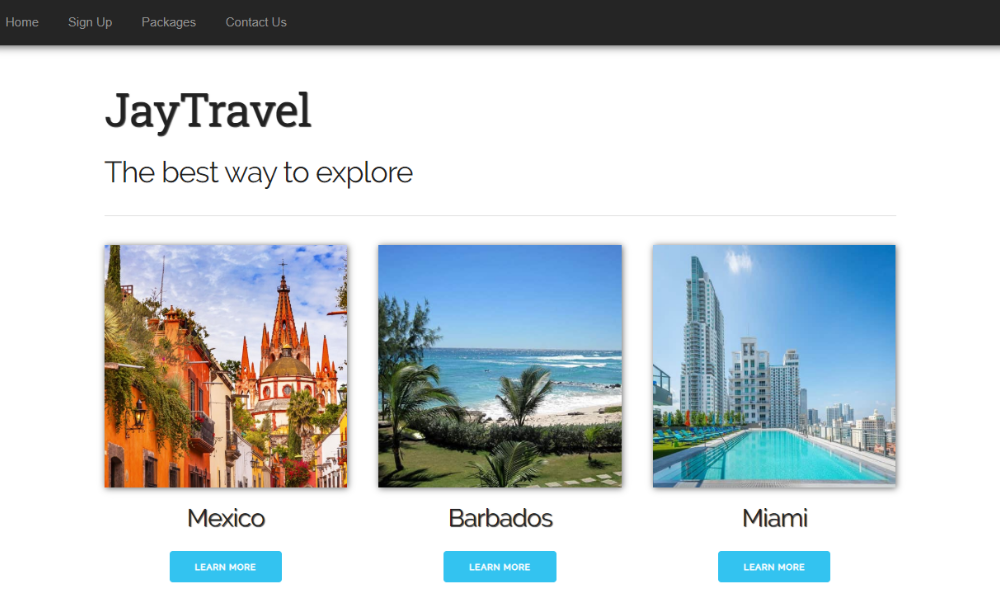 Home Sign Up Packages Contact Us
JayTravel
The best way to explore
Mexico Barbados Miami
LEARN MORE LEARN MORE LEARN MORE